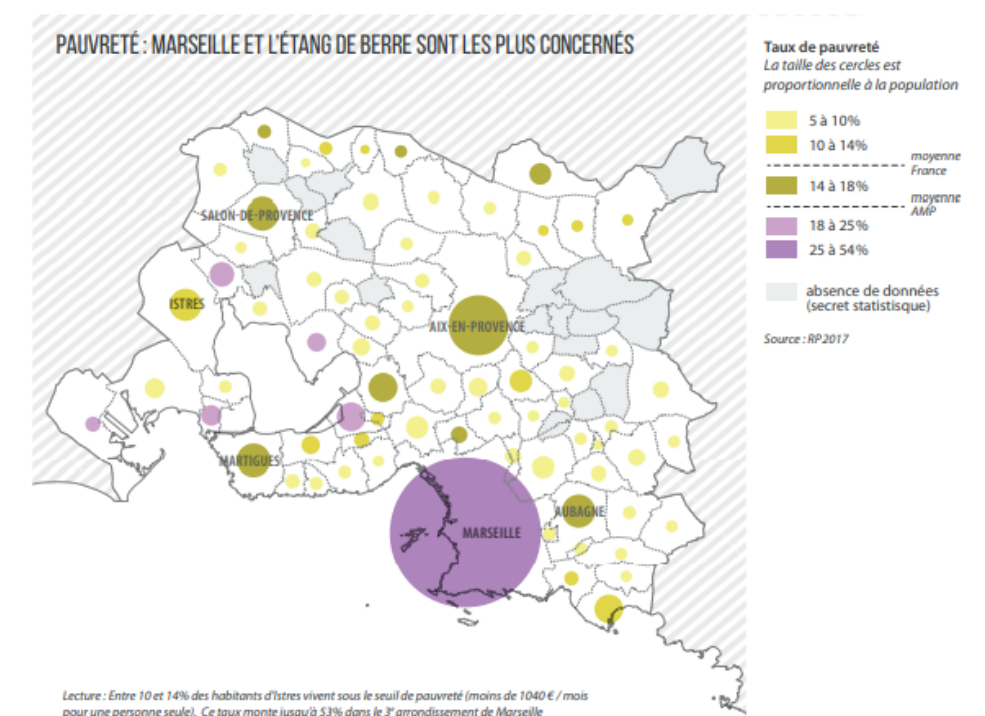 PAUVRETÉ : MARSEILLE ET L'ÉTANG DE BERRE SONT LES PLUS CONCERNÉS
SALON-DE-PROVENCE
ISTRES
AIX-EN-PROVENCE
MARTIGUES
MARSEILLE
AUBAGNE
Lecture : Entre 10 et 14% des habitants d'Istres vivent sous le seuil de pauvreté (moins de 1040 € / mois
pour une personne seule). Ce taux monte jusqu'à 53% dans le 3e arrondissement de Marseille
Taux de pauvreté
La taille des cercles est
proportionnelle à la population
5 à 10%
10 à 14%
moyenne
France
14 à 18%
moyenne
AMP
18 à 25%
25 à 54%
absence de données
(secret statistisque)
Source : RP2017